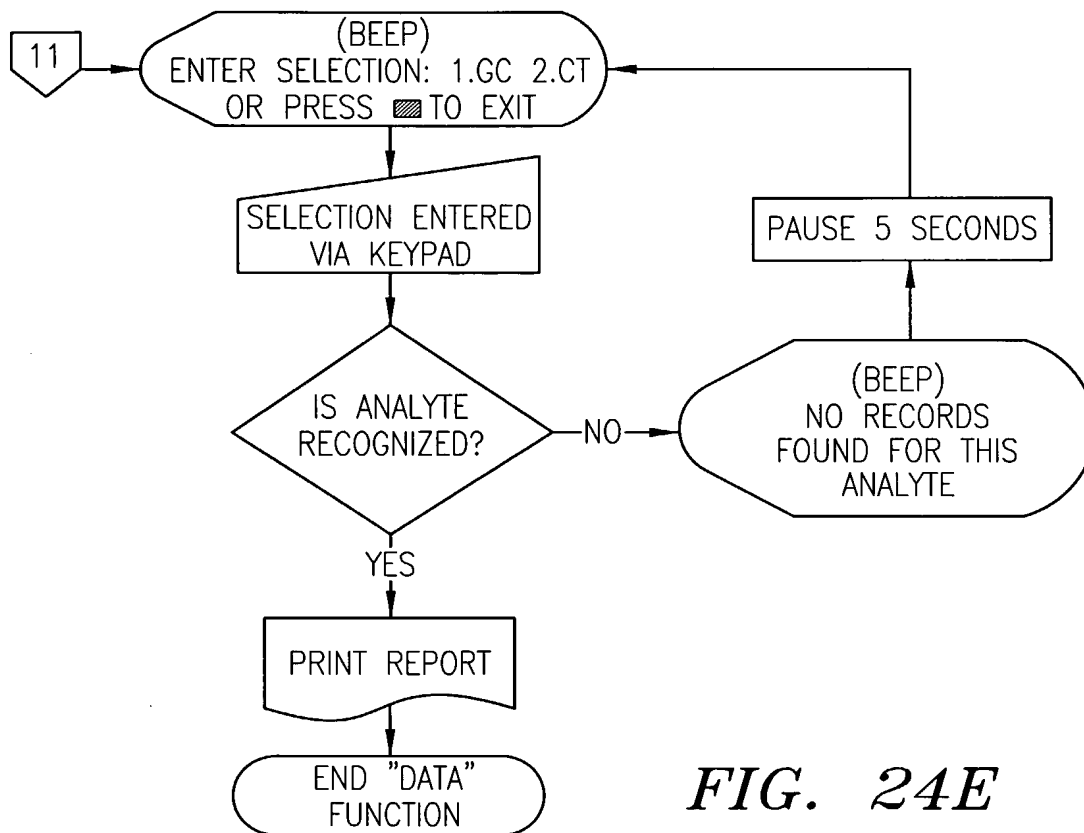 11
(BEEP)
ENTER SELECTION: 1.GC 2.CT
OR PRESS TO EXIT
SELECTION ENTERED
VIA KEYPAD
PAUSE 5 SECONDS
IS ANALYTE
RECOGNIZED?
NO
(BEEP)
NO RECORDS
FOUND FOR THIS
ANALYTE
YES
PRINT REPORT
END "DATA"
FUNCTION
FIG. 24E